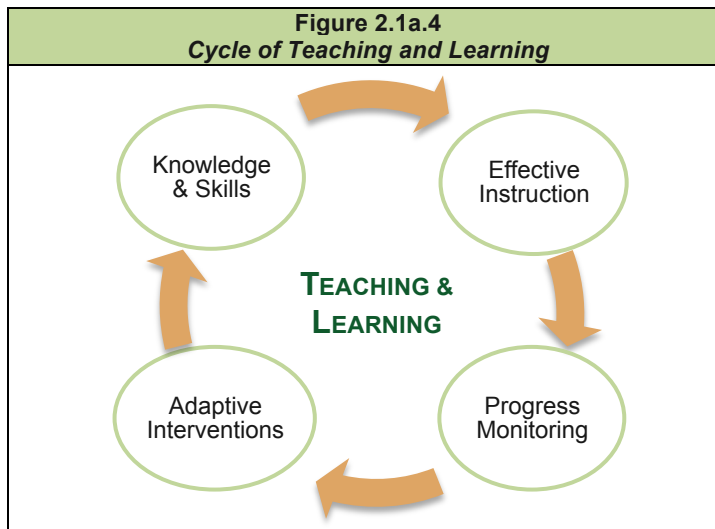 Figure 2.1a.4
Cycle of Teaching and Learning
Knowledge
& Skills
Effective
Instruction
TEACHING &
LEARNING
Adaptive
Interventions
Progress
Monitoring